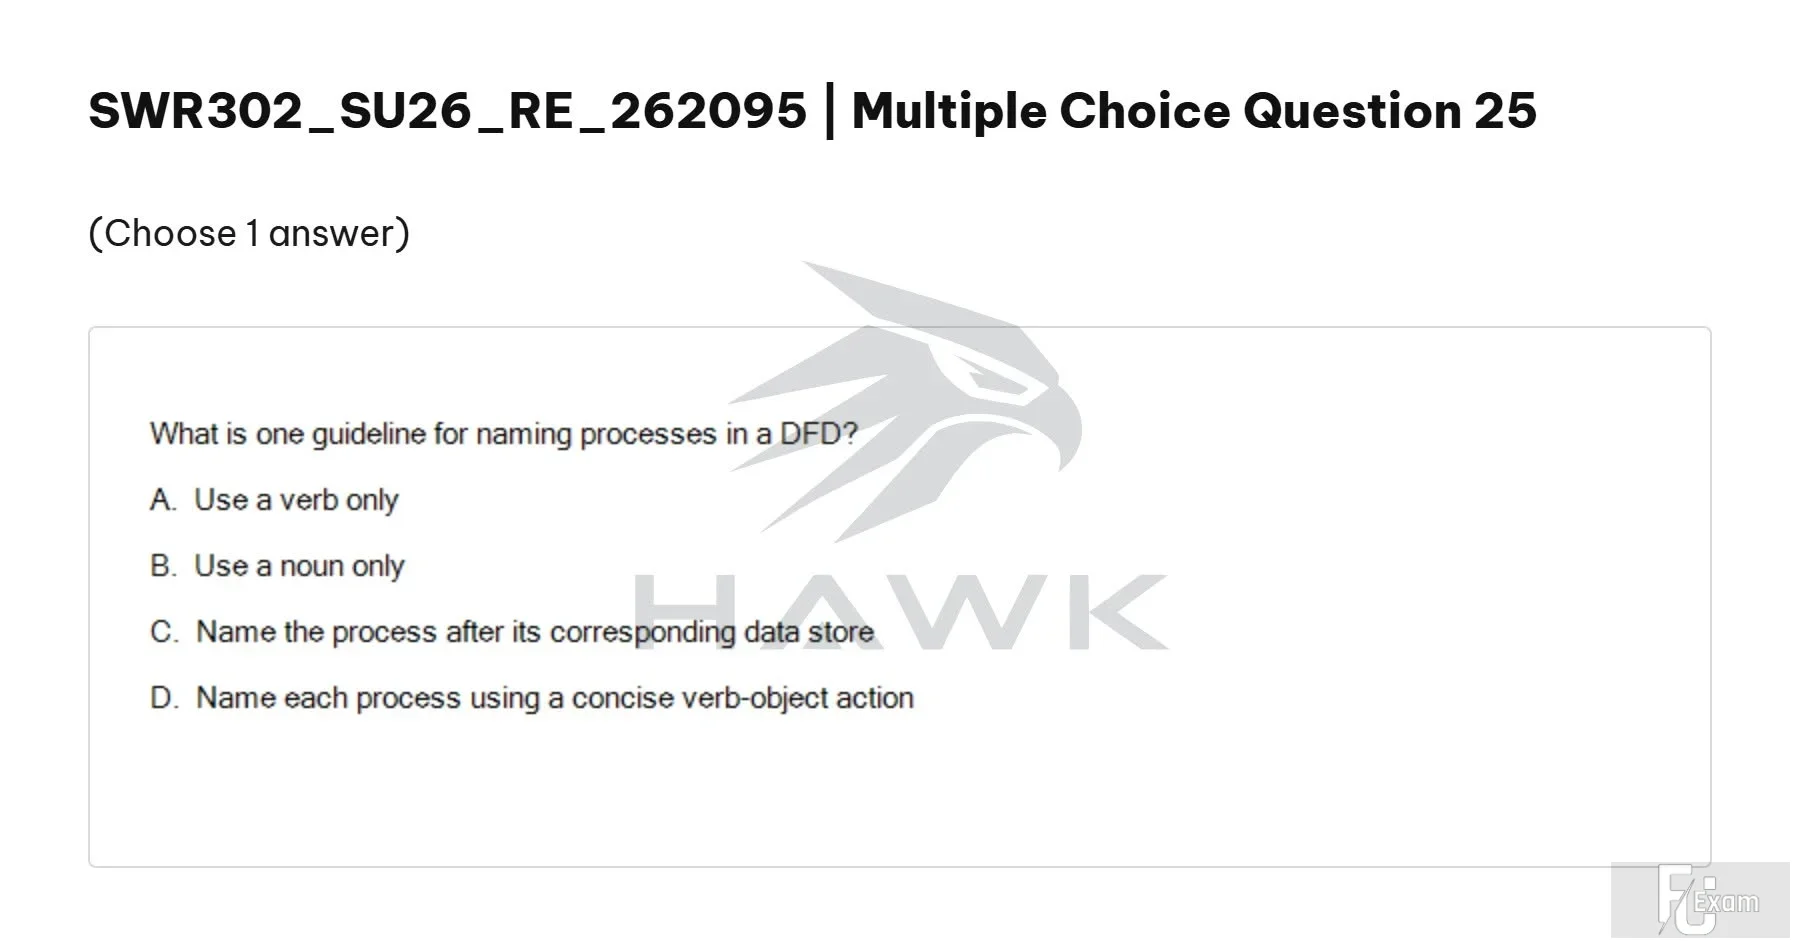 SWR302_SU26_RE_262095 | Multiple Choice Question 25
(Choose 1 answer)
What is one guideline for naming processes in a DFD?
A. Use a verb only
B. Use a noun only
C. Name the process after its corresponding data store
D. Name each process using a concise verb-object action
HAWK
FU Exam